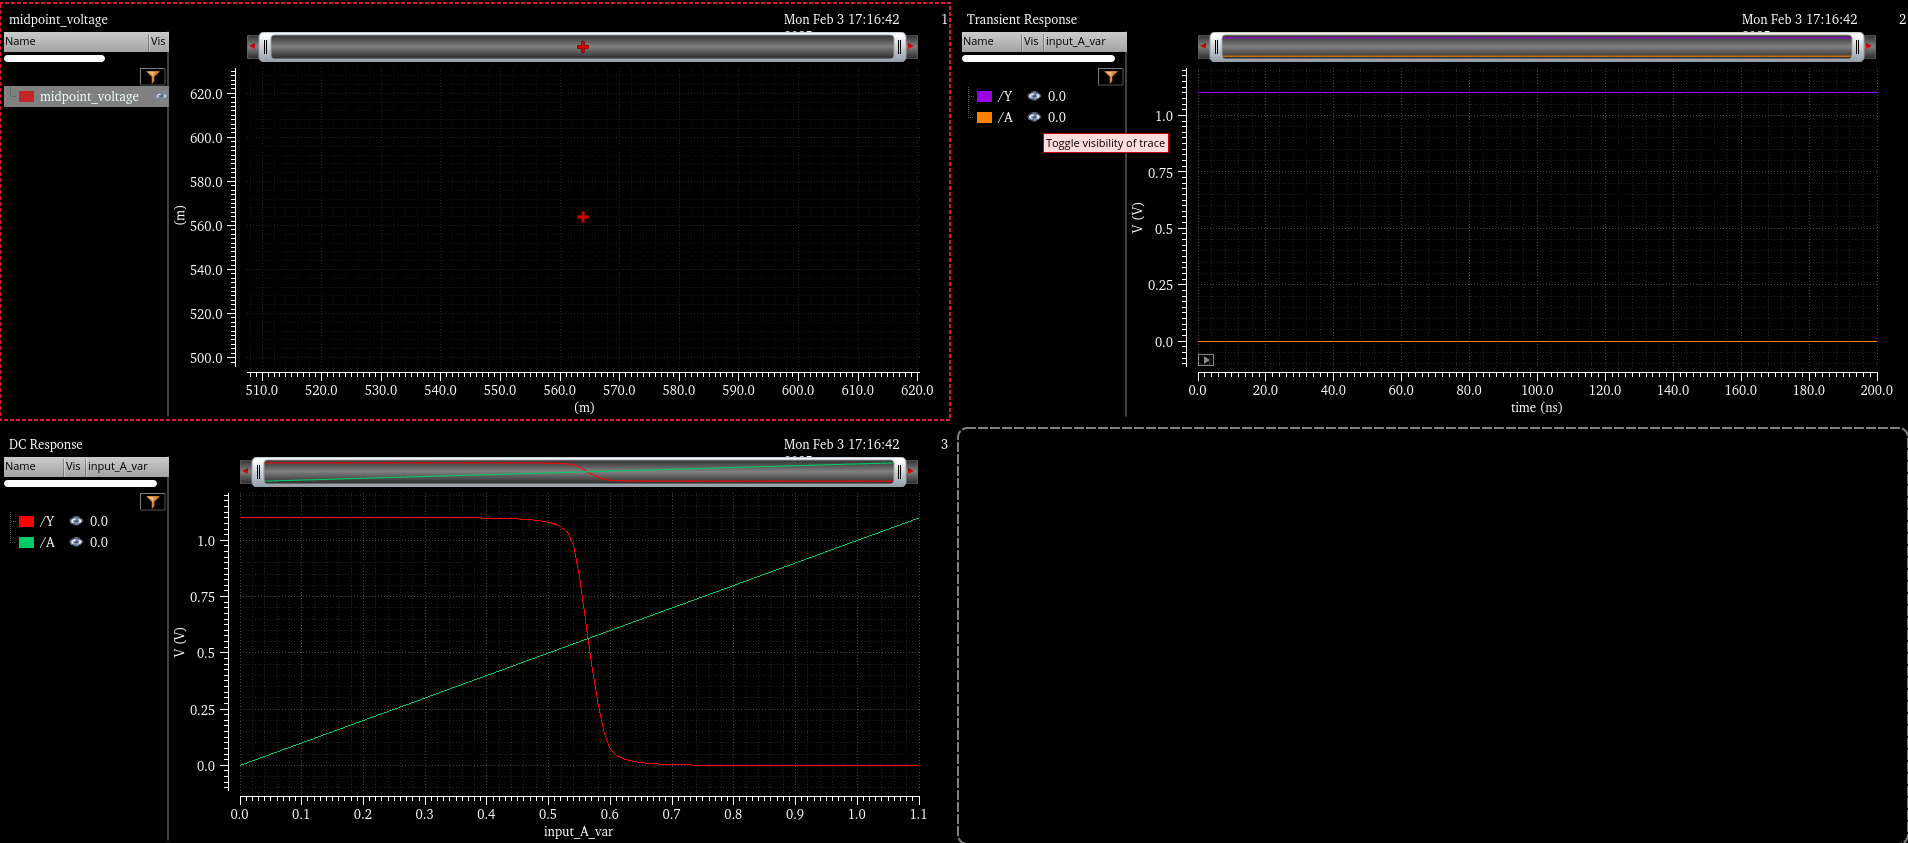 midpoint_voltage
Mon Feb 3 17:16:42
1
Name Vis
midpoint_voltage
620.0
600.0
580.0
560.0
540.0
520.0
500.0
(m)
510.0 520.0 530.0 540.0 550.0 560.0 570.0 580.0 590.0 600.0 610.0 620.0
(m)
Transient Response
Mon Feb 3 17:16:42
2
Name Vis input_A_var
/Y 0.0
/A 0.0
Toggle visibility of trace
1.0
0.75
0.5
0.25
0.0
V (V)
0.0 20.0 40.0 60.0 80.0 100.0 120.0 140.0 160.0 180.0 200.0
time (ns)
DC Response
Mon Feb 3 17:16:42
3
Name Vis input_A_var
/Y 0.0
/A 0.0
1.0
0.75
0.5
0.25
0.0
V (V)
0.0 0.1 0.2 0.3 0.4 0.5 0.6 0.7 0.8 0.9 1.0 1.1
input_A_var